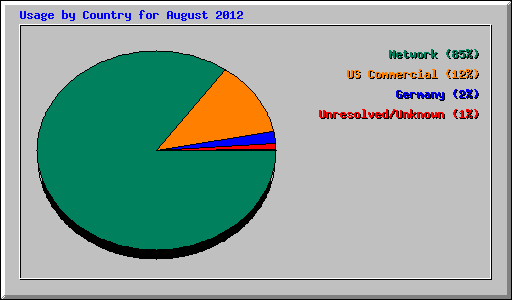 Usage by Country for August 2012
Network (85%)
US Commercial (12%)
Germany (2%)
Unresolved/Unknown (1%)